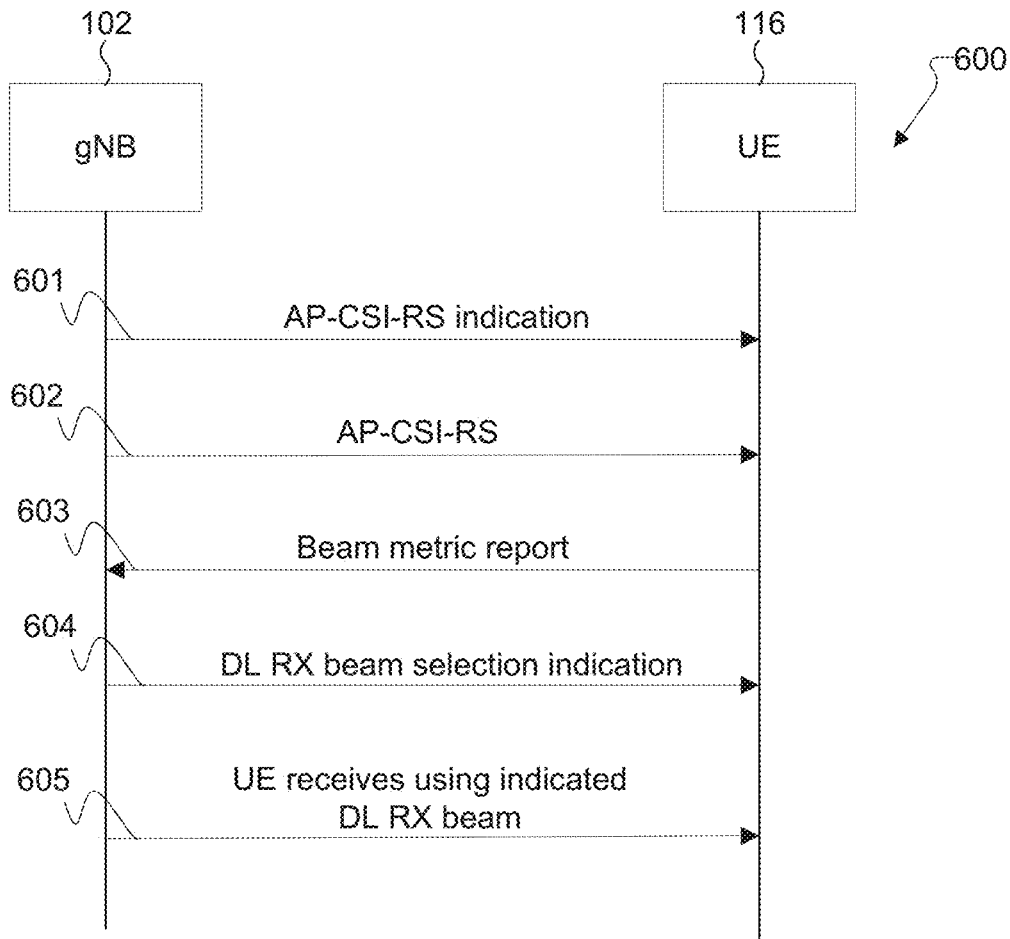 102
116
600
gNB
UE
601
AP-CSI-RS indication
602
AP-CSI-RS
603
Beam metric report
604
DL RX beam selection indication
605
UE receives using indicated
DL RX beam